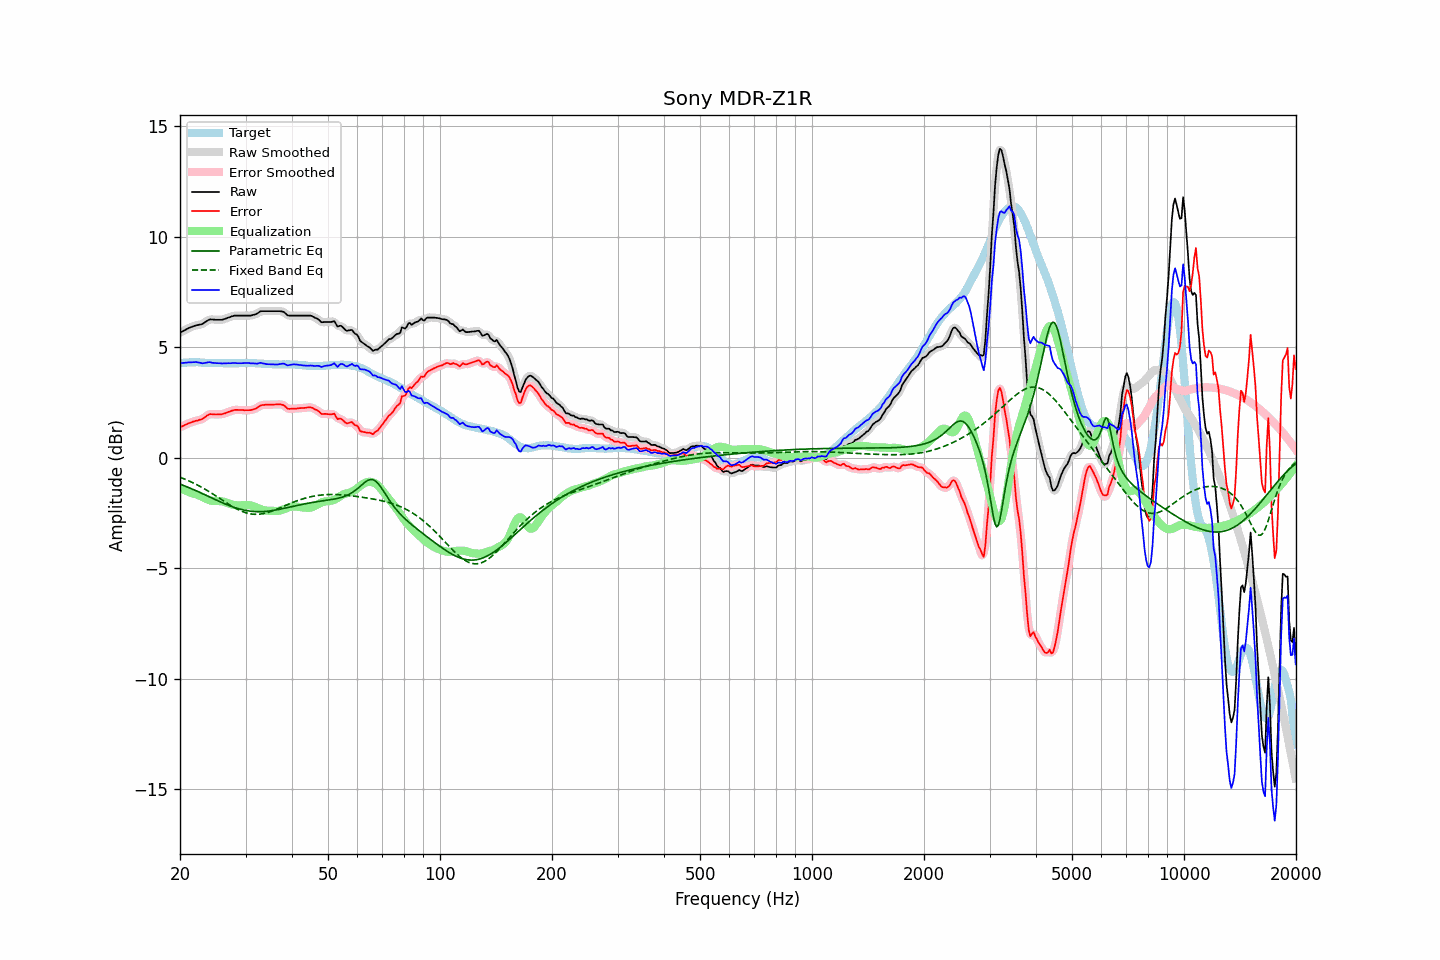 Sony MDR-Z1R
Target
Raw Smoothed
Error Smoothed
Raw
Error
Equalization
Parametric Eq
Fixed Band Eq
Equalized
15
10
5
0
−5
−10
−15
Amplitude (dBr)
20 50 100 200 500 1000 2000 5000 10000 20000
Frequency (Hz)